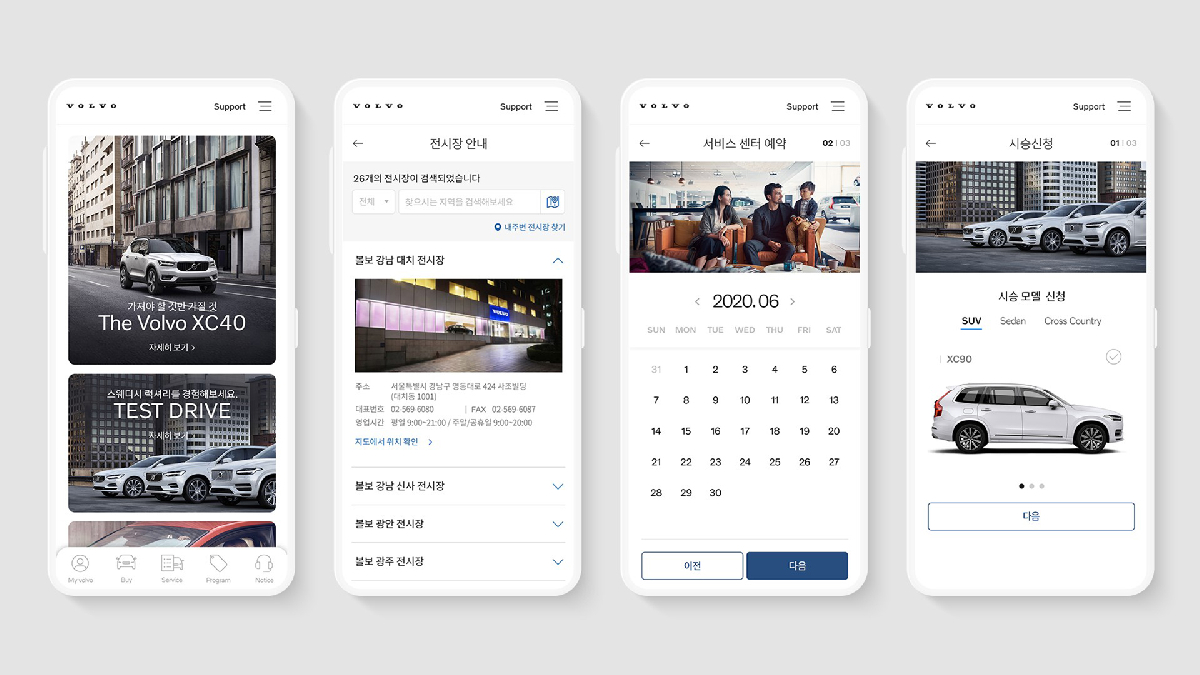 VOLVO
Support
가져야 할 것만 가질 것
The Volvo XC40
자세히 보기 >
스웨디시 럭셔리를 경험해보세요.
TEST DRIVE
자세히 보기
My volvo
Buy
Service
Program
Notice
VOLVO
Support
전시장 안내
26개의 전시장이 검색되었습니다
전체
찾으시는 지역을 검색해보세요
내 주변 전시장 찾기
볼보 강남 대치 전시장
주소 서울특별시 강남구 영동대로 424 사조빌딩
(대치동 1001)
대표번호 02-569-6080 | FAX 02-569-6087
영업시간 평일 9:00~21:00 / 주말/공휴일 9:00~20:00
지도에서 위치 확인 >
볼보 강남 신사 전시장
볼보 광안 전시장
볼보 광주 전시장
VOLVO
Support
서비스 센터 예약
02 | 03
< 2020.06 >
SUN MON TUE WED THU FRI SAT
31 1 2 3 4 5 6
7 8 9 10 11 12 13
14 15 16 17 18 19 20
21 22 23 24 25 26 27
28 29 30
이전
다음
VOLVO
Support
시승신청
01 | 03
시승 모델 신청
SUV Sedan Cross Country
XC90
다음